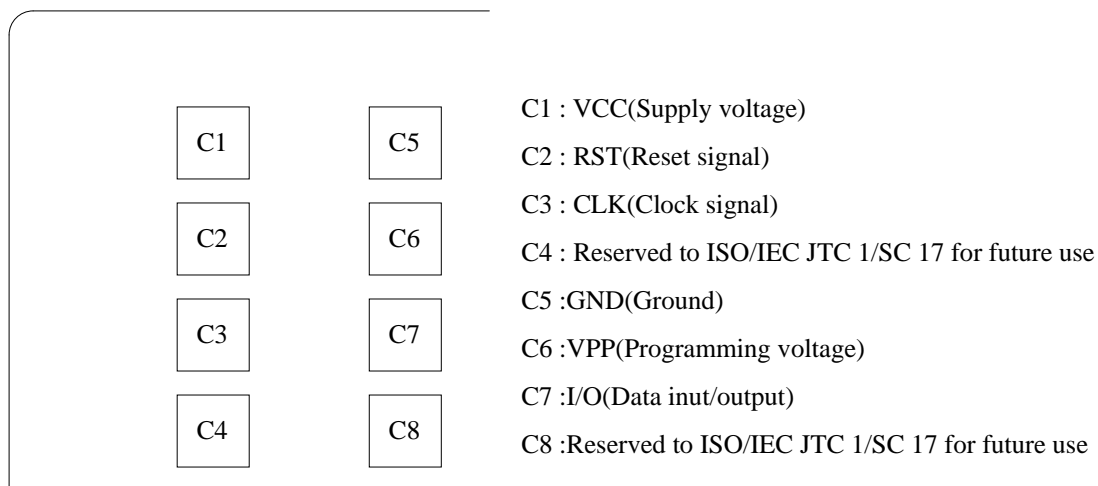 C1
C5
C2
C6
C3
C7
C4
C8
C1 : VCC(Supply voltage)
C2 : RST(Reset signal)
C3 : CLK(Clock signal)
C4 : Reserved to ISO/IEC JTC 1/SC 17 for future use
C5 :GND(Ground)
C6 :VPP(Programming voltage)
C7 :I/O(Data inut/output)
C8 :Reserved to ISO/IEC JTC 1/SC 17 for future use